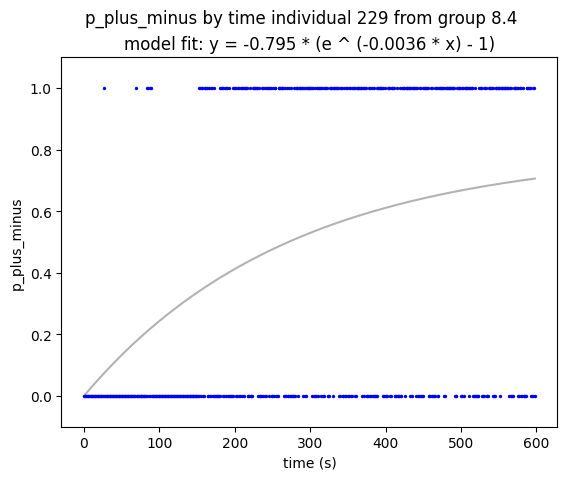 p_plus_minus by time individual 229 from group 8.4
model fit: y = -0.795 * (e ^ (-0.0036 * x) - 1)
1.0
0.8
0.6
0.4
0.2
0.0
p_plus_minus
0 100 200 300 400 500 600
time (s)